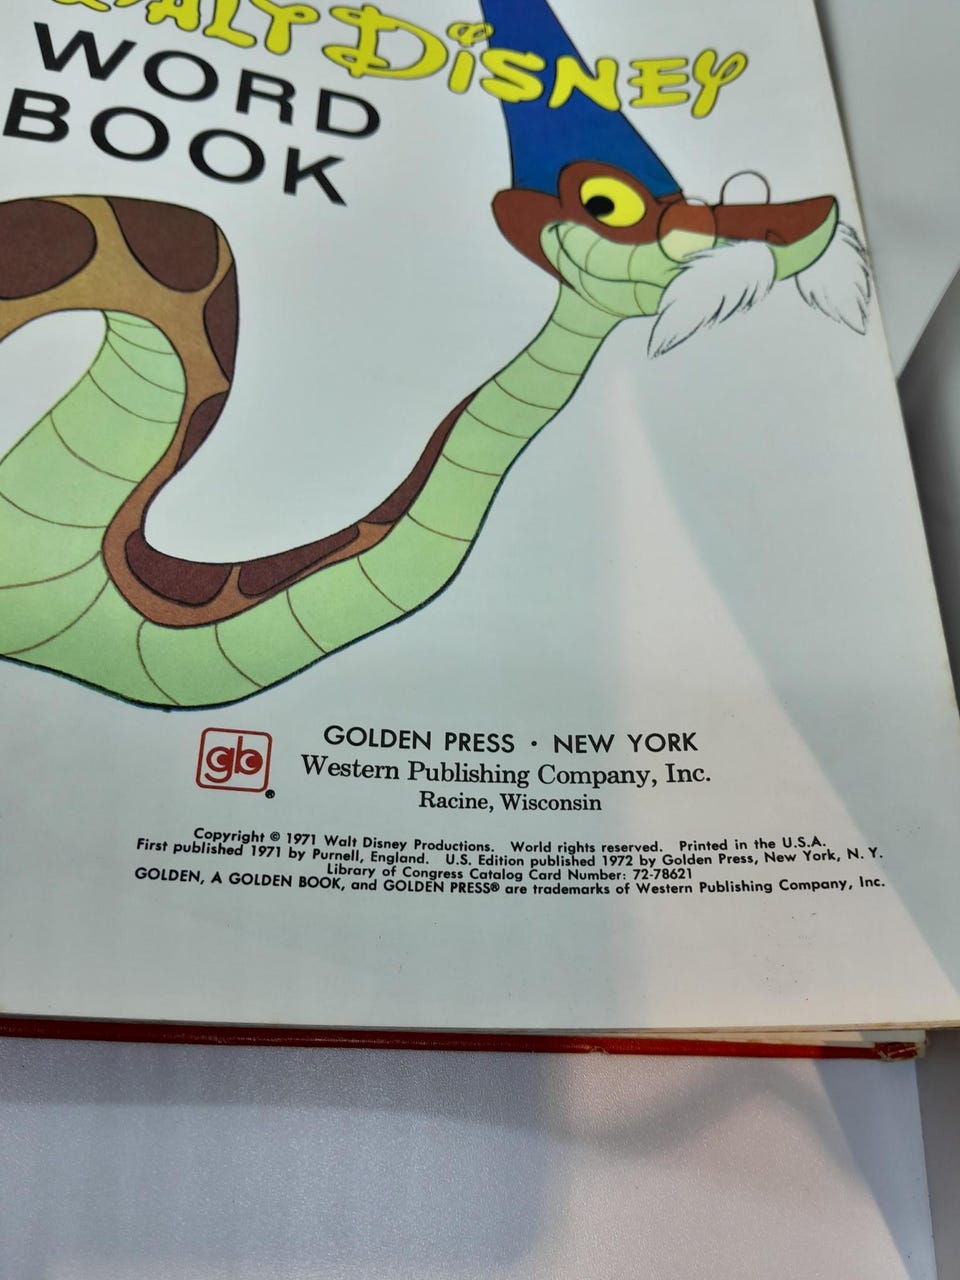 WALT DISNEY
WORD
BOOK
gb
GOLDEN PRESS • NEW YORK
Western Publishing Company, Inc.
Racine, Wisconsin
Copyright © 1971 Walt Disney Productions. World rights reserved. Printed in the U.S.A.
First published 1971 by Purnell, England. U.S. Edition published 1972 by Golden Press, New York, N. Y.
Library of Congress Catalog Card Number: 72-78621
GOLDEN, A GOLDEN BOOK, and GOLDEN PRESS® are trademarks of Western Publishing Company, Inc.